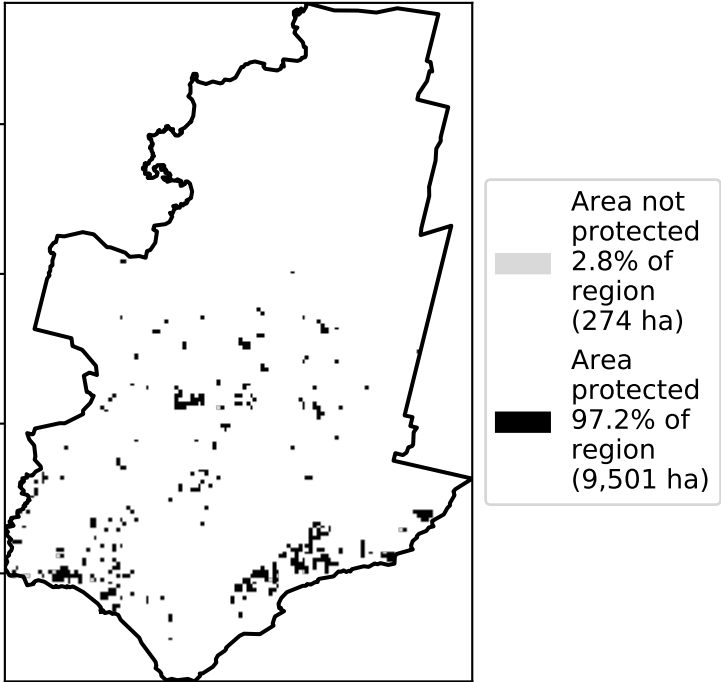 Area not
protected
2.8% of
region
(274 ha)
Area
protected
97.2% of
region
(9,501 ha)